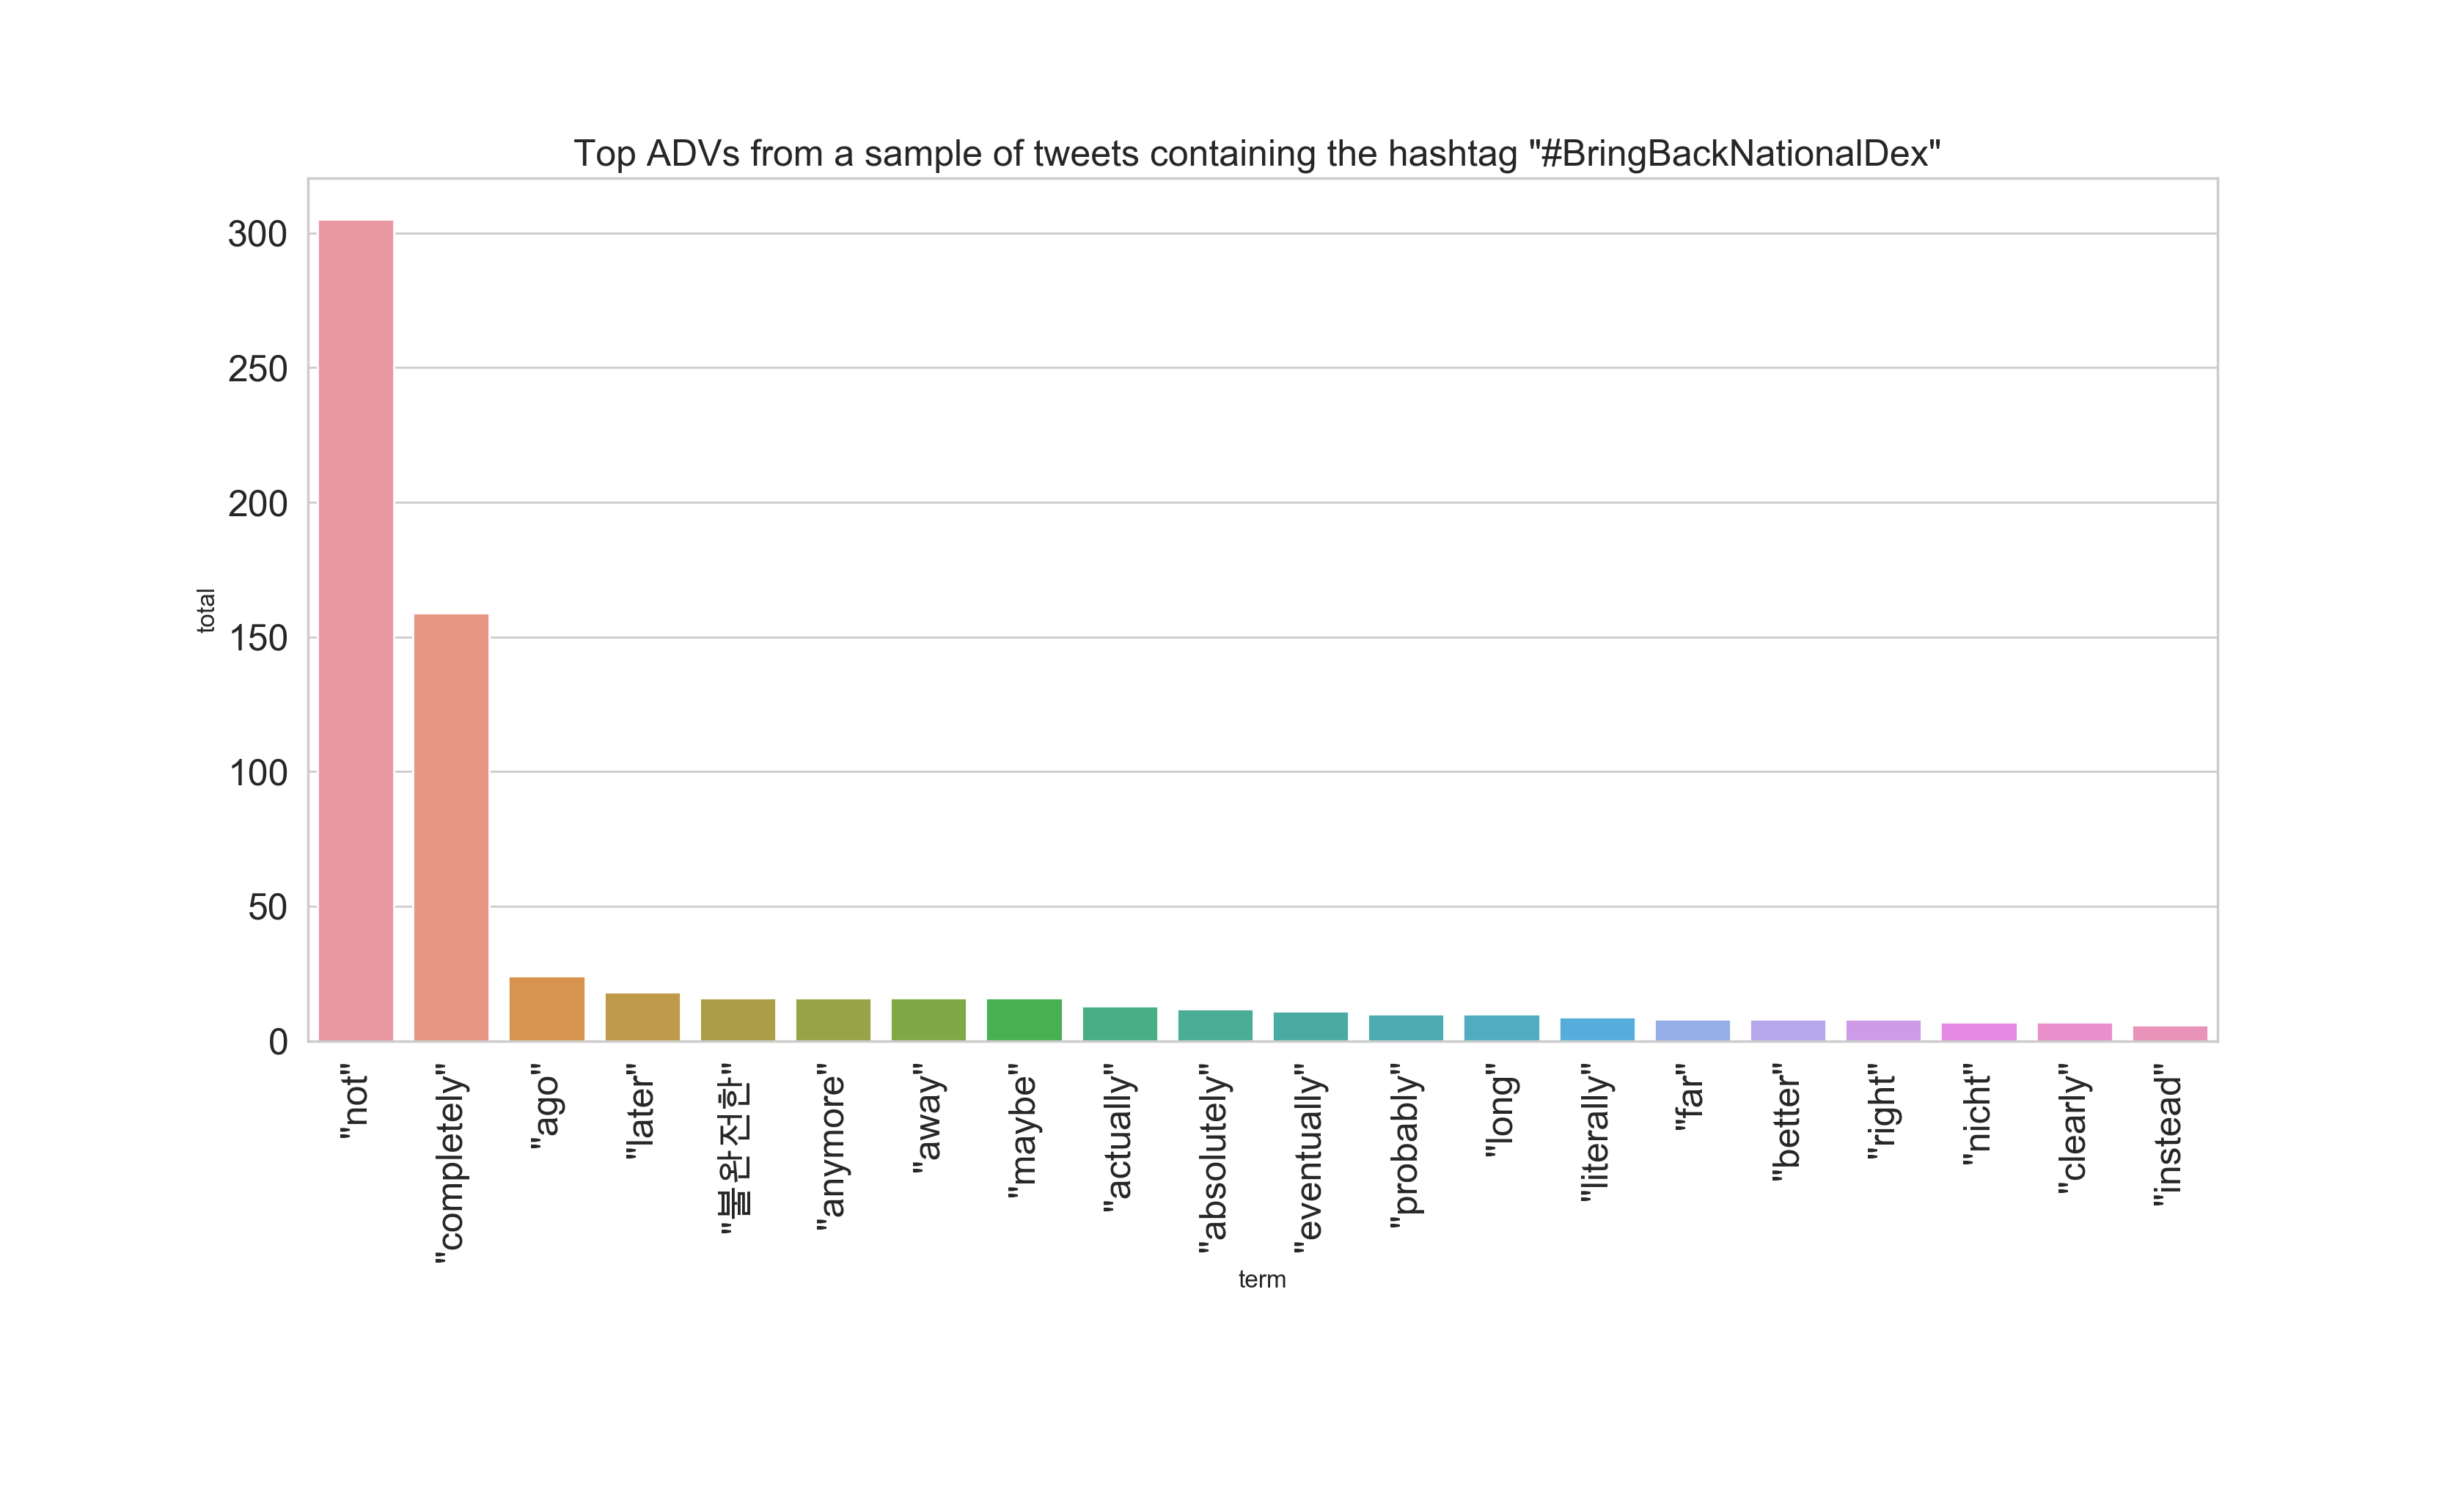 Top ADVs from a sample of tweets containing the hashtag "#BringBackNationalDex"
300
250
200
150
100
50
0
total
"not"
"completely"
"ago"
"later"
"불완전한"
"anymore"
"away"
"maybe"
"actually"
"absolutely"
"eventually"
"probably"
"long"
"literally"
"far"
"better"
"right"
"nicht"
"clearly"
"instead"
term